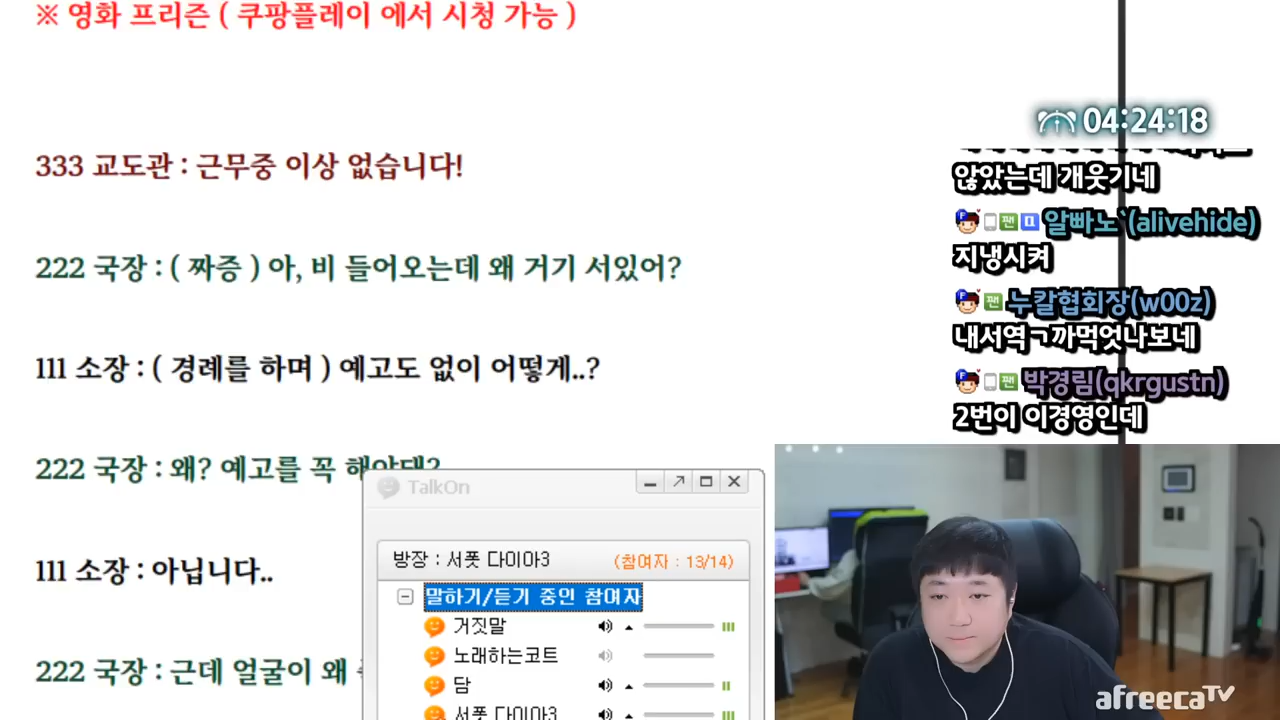 ※ 영화 프리즌 ( 쿠팡플레이 에서 시청 가능 )
333 교도관 : 근무중 이상 없습니다!
222 국장 : ( 짜증 ) 아, 비 들어오는데 왜 거기 서있어?
111 소장 : ( 경례를 하며 ) 예고도 없이 어떻게..?
222 국장 : 왜? 예고를 꼭
111 소장 : 아닙니다..
222 국장 : 근데 얼굴이 왜
TalkOn
방장 : 서폿 다이아3
(참여자 : 13/14)
말하기/듣기 중인 참여자
거짓말
노래하는코트
담
서폿 다이아3
04:24:18
않았는데 개웃기네
알빠노`(alivehide)
지냉시켜
누칼협회장(w00z)
내서역ㄱ까먹엇나보네
박경림(qkrgustn)
2번이 이경영인데
afreecaTV